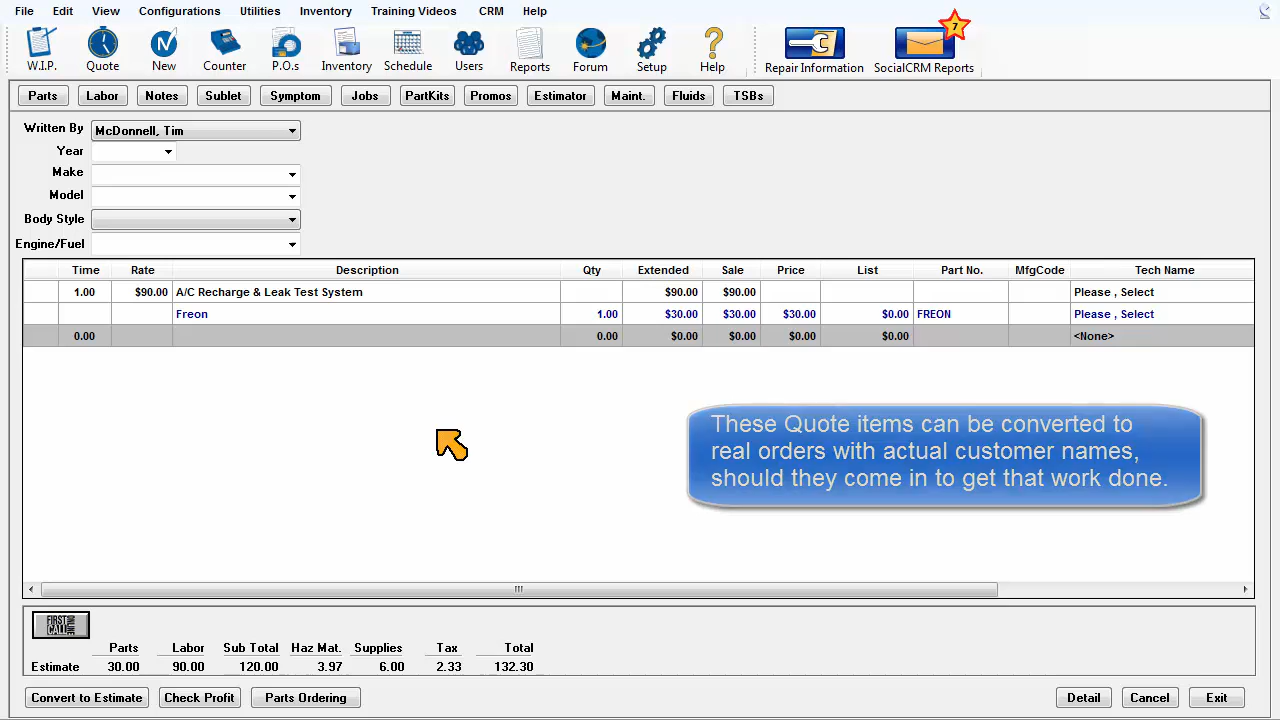 File Edit View Configurations Utilities Inventory Training Videos CRM Help
7
W.I.P. Quote New Counter P.Os Inventory Schedule Users Reports Forum Setup Help Repair Information SocialCRM Reports
Parts Labor Notes Sublet Symptom Jobs PartKits Promos Estimator Maint. Fluids TSBs
Written By McDonnell, Tim
Year
Make
Model
Body Style
Engine/Fuel
Time Rate Description Qty Extended Sale Price List Part No. MfgCode Tech Name
1.00 $90.00 A/C Recharge & Leak Test System $90.00 $90.00 Please , Select
Freon 1.00 $30.00 $30.00 $30.00 $0.00 FREON Please , Select
0.00 0.00 $0.00 $0.00 $0.00 $0.00 <None>
These Quote items can be converted to
real orders with actual customer names,
should they come in to get that work done.
FIRST CALL
Parts Labor Sub Total Haz Mat. Supplies Tax Total
Estimate 30.00 90.00 120.00 3.97 6.00 2.33 132.30
Convert to Estimate Check Profit Parts Ordering Detail Cancel Exit